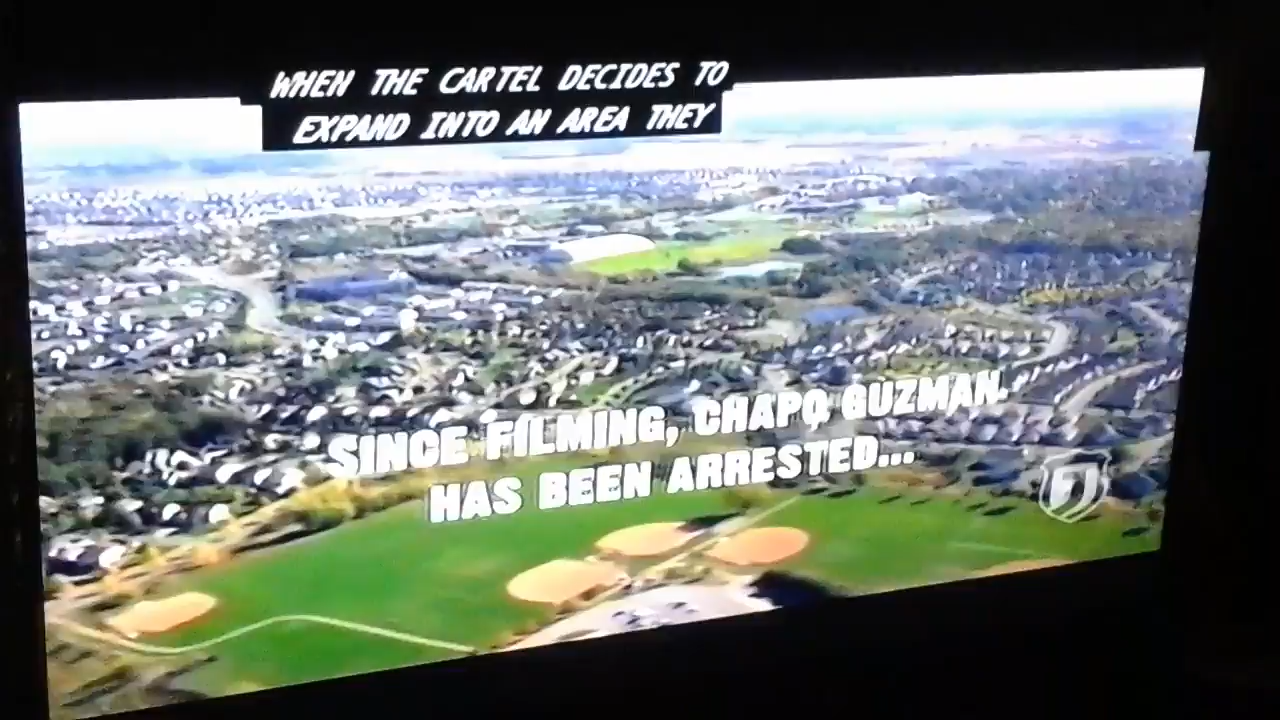 WHEN THE CARTEL DECIDES TO
EXPAND INTO AN AREA THEY
SINCE FILMING, CHAPO GUZMAN
HAS BEEN ARRESTED...